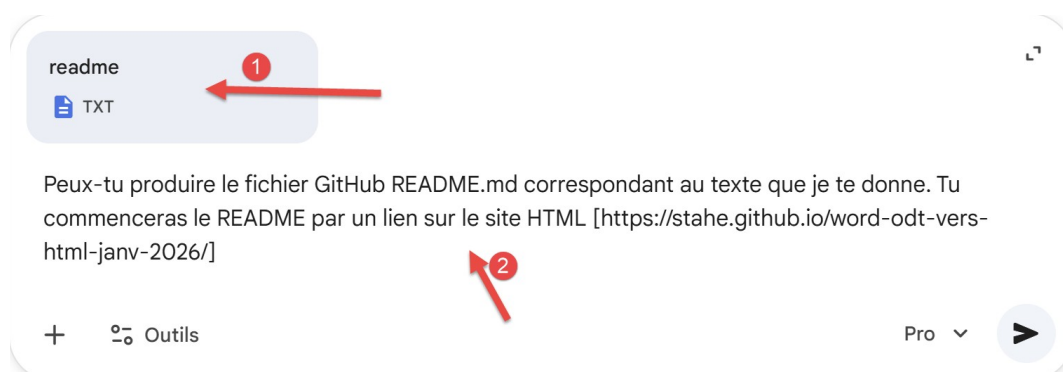 readme
1
TXT
Peux-tu produire le fichier GitHub README.md correspondant au texte que je te donne. Tu
commenceras le README par un lien sur le site HTML [https://stahe.github.io/word-odt-vers-
html-janv-2026/]
2
Outils
Pro